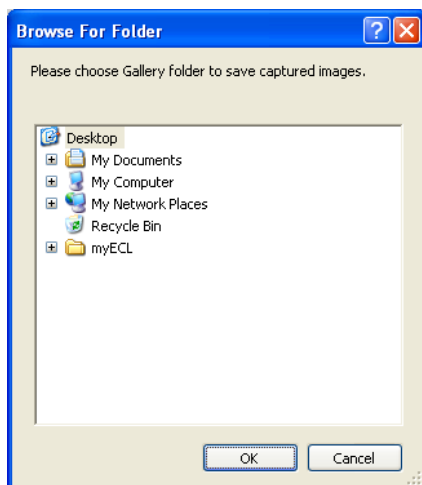 Browse For Folder
Please choose Gallery folder to save captured images.
Desktop
My Documents
My Computer
My Network Places
Recycle Bin
myECL
OK Cancel